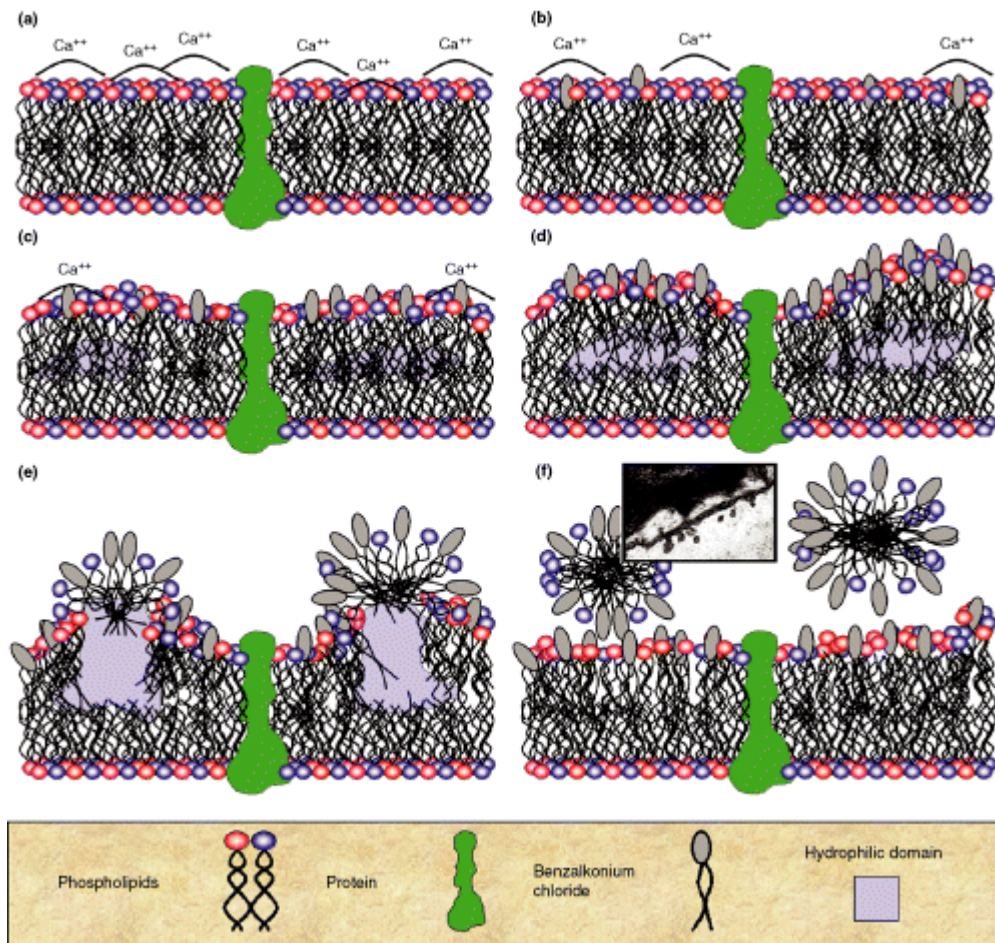 (a)
Ca++ Ca++ Ca++ Ca++ Ca++ Ca++
(b)
Ca++ Ca++ Ca++
(c)
Ca++ Ca++
(d)
(e)
(f)
Phospholipids
Protein
Benzalkonium
chloride
Hydrophilic domain